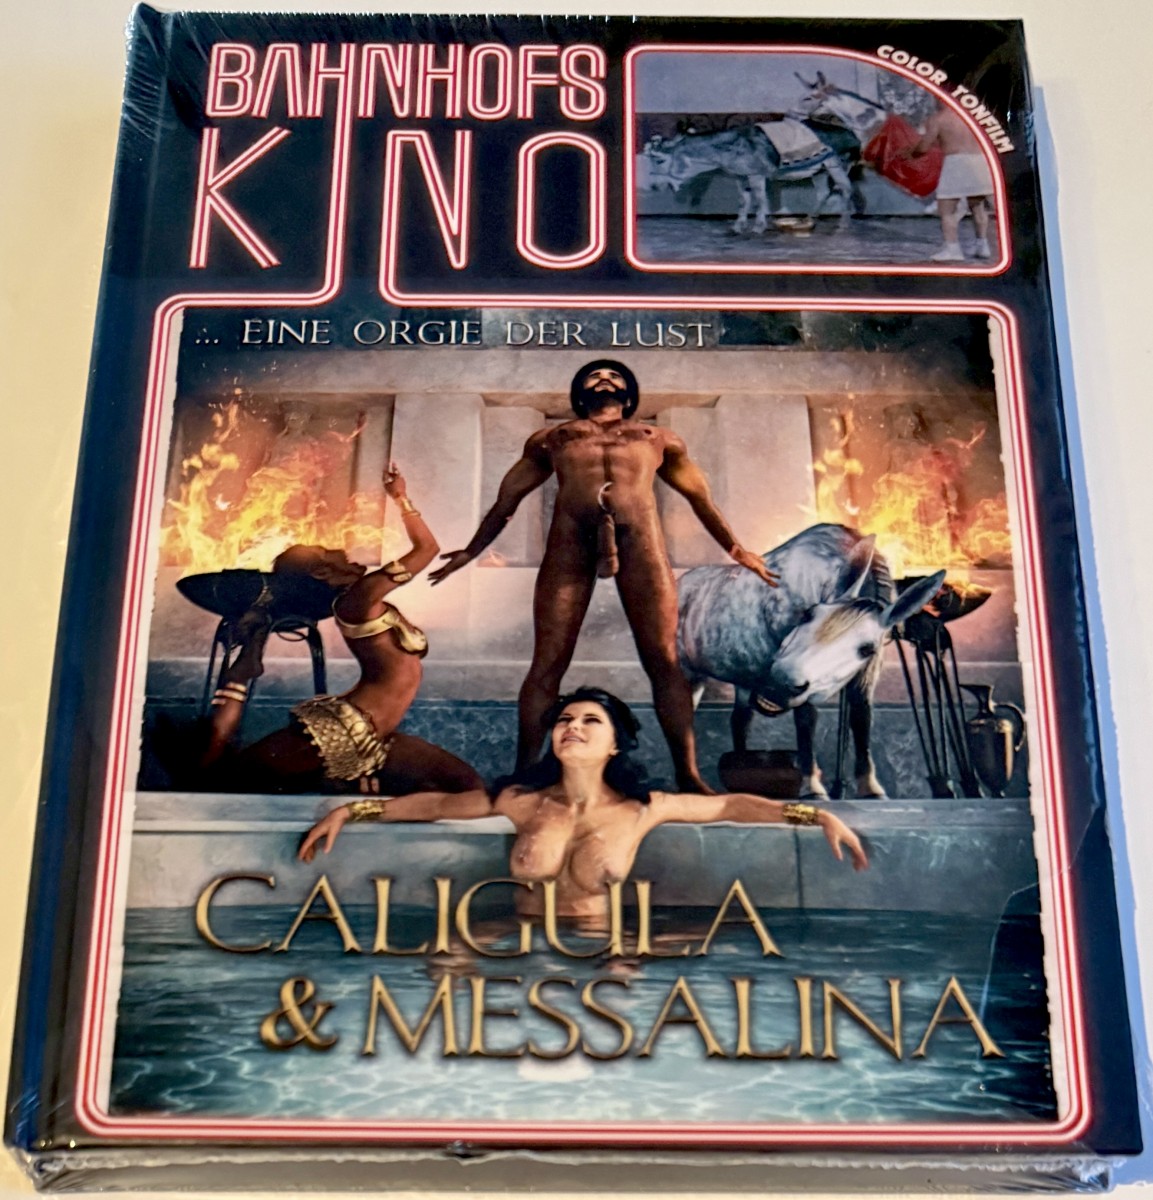 BAHNHOFS
KINO
COLOR TONFILM
... EINE ORGIE DER LUST
CALIGULA
& MESSALINA